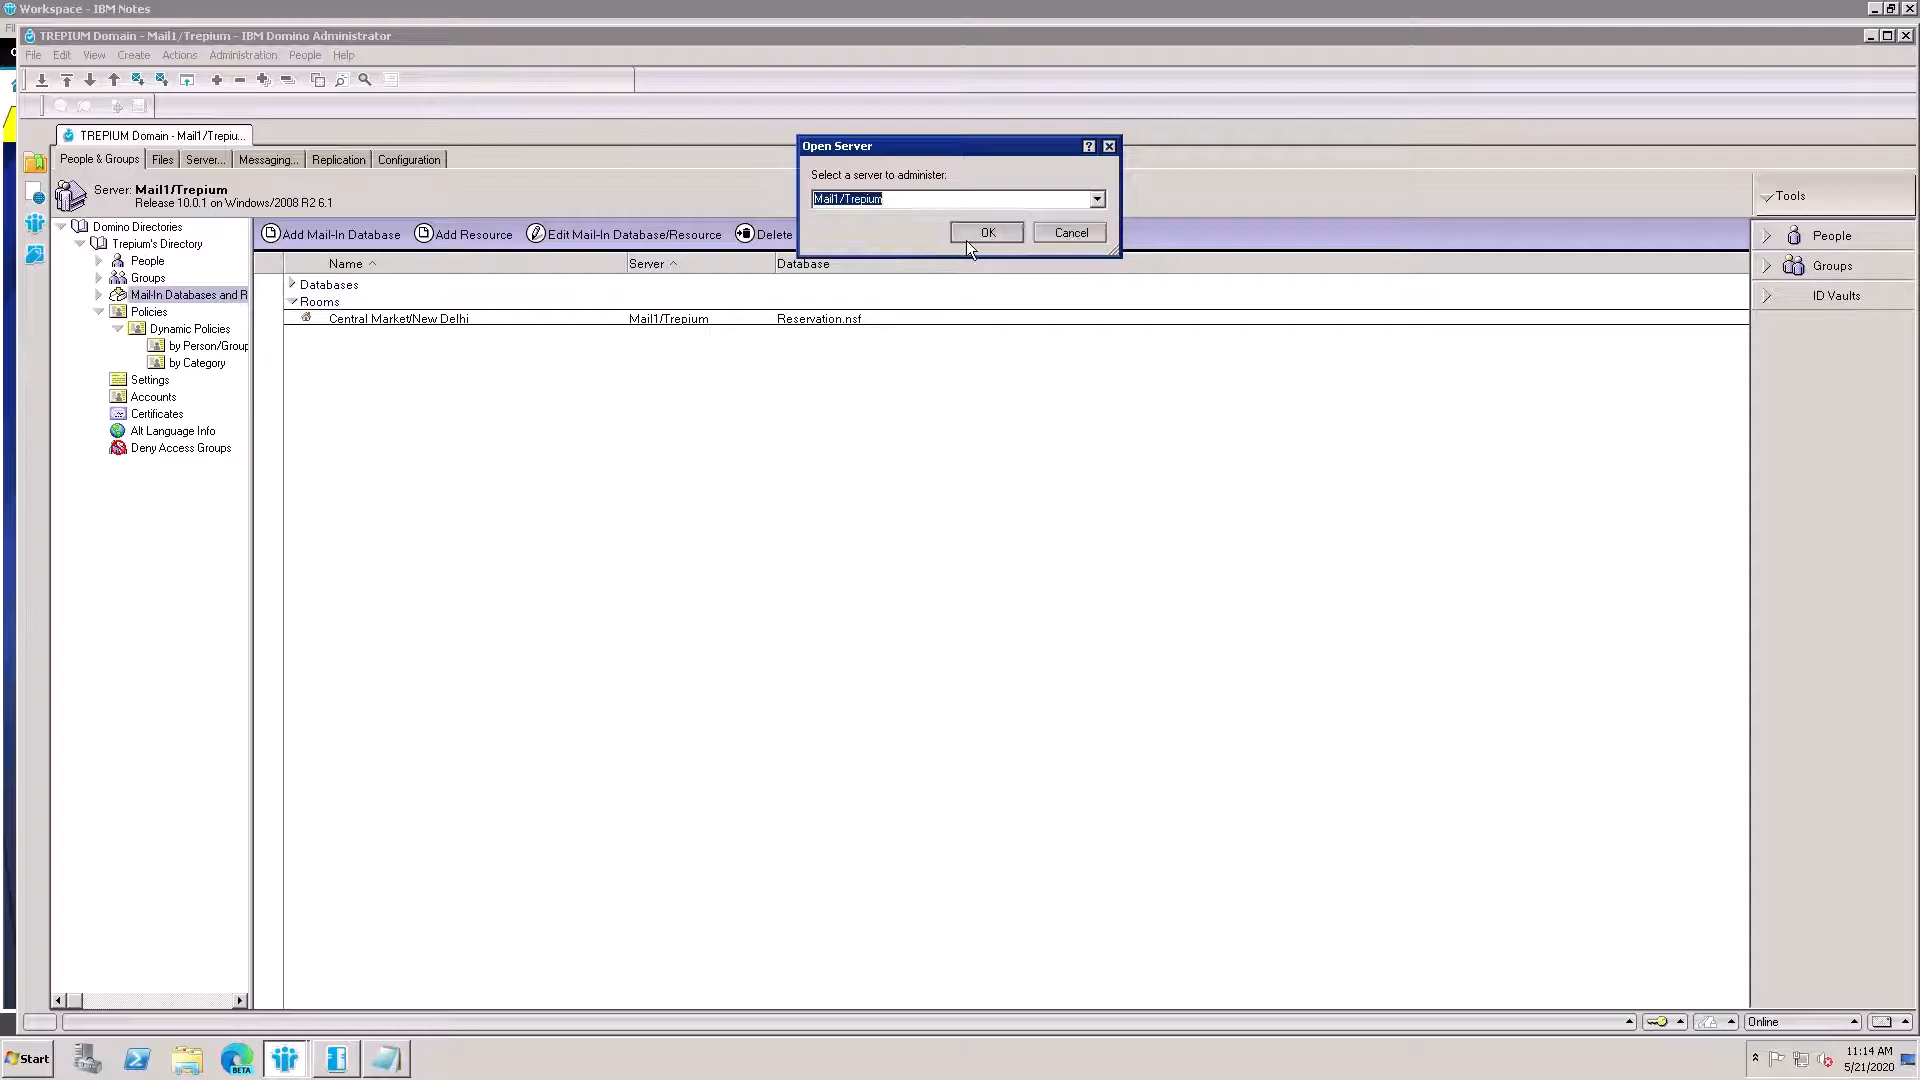 Workspace - IBM Notes
TREPIUM Domain - Mail1/Trepium - IBM Domino Administrator
File Edit View Create Actions Administration People Help
TREPIUM Domain - Mail1/Trepiu...
People & Groups Files Server... Messaging... Replication Configuration
Server: Mail1/Trepium
Release 10.0.1 on Windows/2008 R2 6.1
Open Server
Select a server to administer:
Mail1/Trepium
OK Cancel
Tools
People
Groups
ID Vaults
Domino Directories
Trepium's Directory
People
Groups
Mail-In Databases and R
Policies
Dynamic Policies
by Person/Group
by Category
Settings
Accounts
Certificates
Alt Language Info
Deny Access Groups
Add Mail-In Database Add Resource Edit Mail-In Database/Resource Delete
Name Server Database
Databases
Rooms
Central Market/New Delhi Mail1/Trepium Reservation.nsf
Online
Start
BETA
11:14 AM
5/21/2020